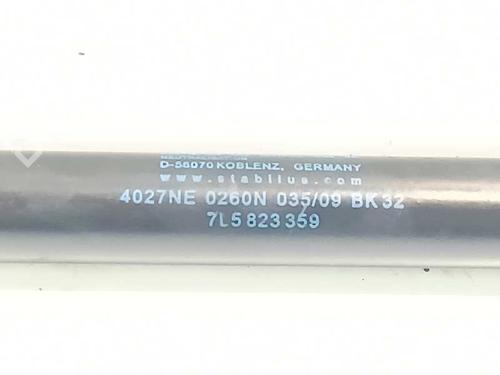 D-56070 KOBLENZ, GERMANY
www.stabilus.com
4027NE 0260N 035/09 BK32
7L5 823 359